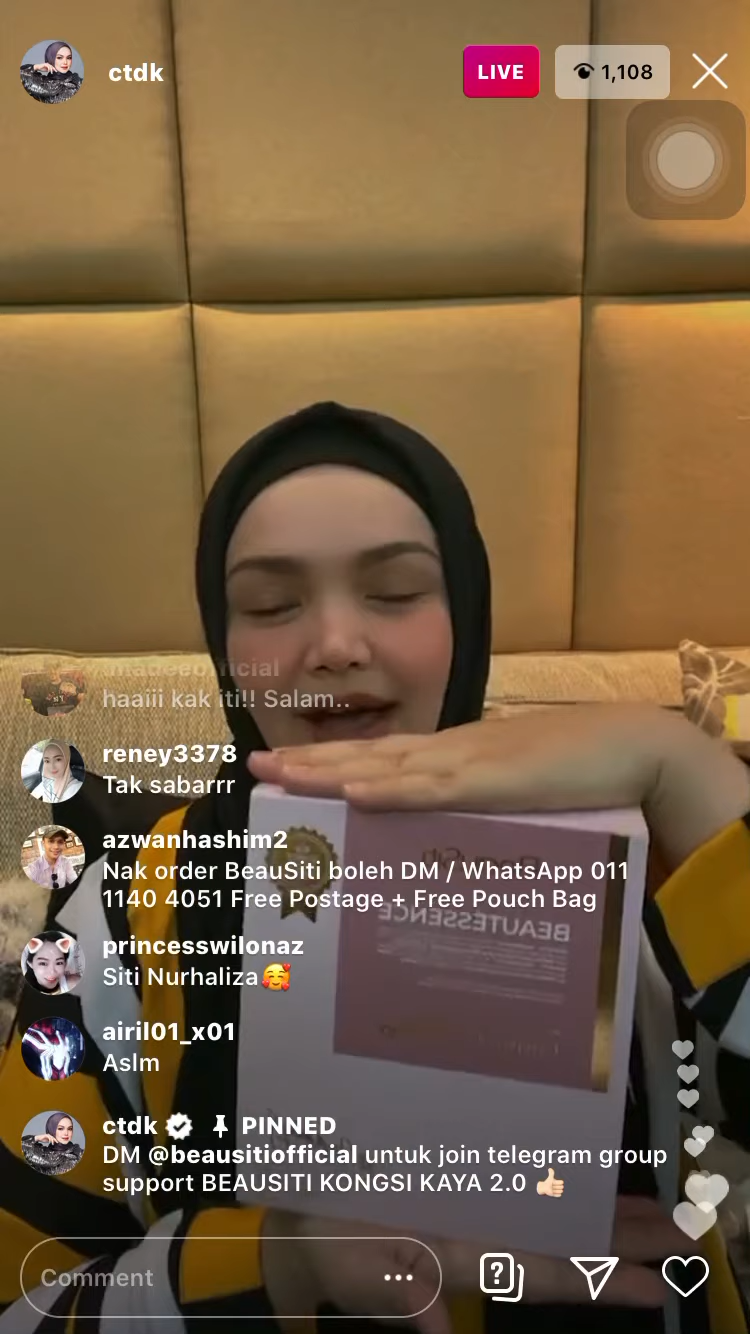 ctdk
LIVE
1,108
haaiii kak iti!! Salam..
reney3378
Tak sabarrr
azwanhashim2
Nak order BeauSiti boleh DM / WhatsApp 011
1140 4051 Free Postage + Free Pouch Bag
BeauSiti
BEAUTESSENCE
princesswilonaz
Siti Nurhaliza🥰
airil01_x01
Aslm
ctdk PINNED
DM @beausitiofficial untuk join telegram group
support BEAUSITI KONGSI KAYA 2.0 👍🏻
Comment